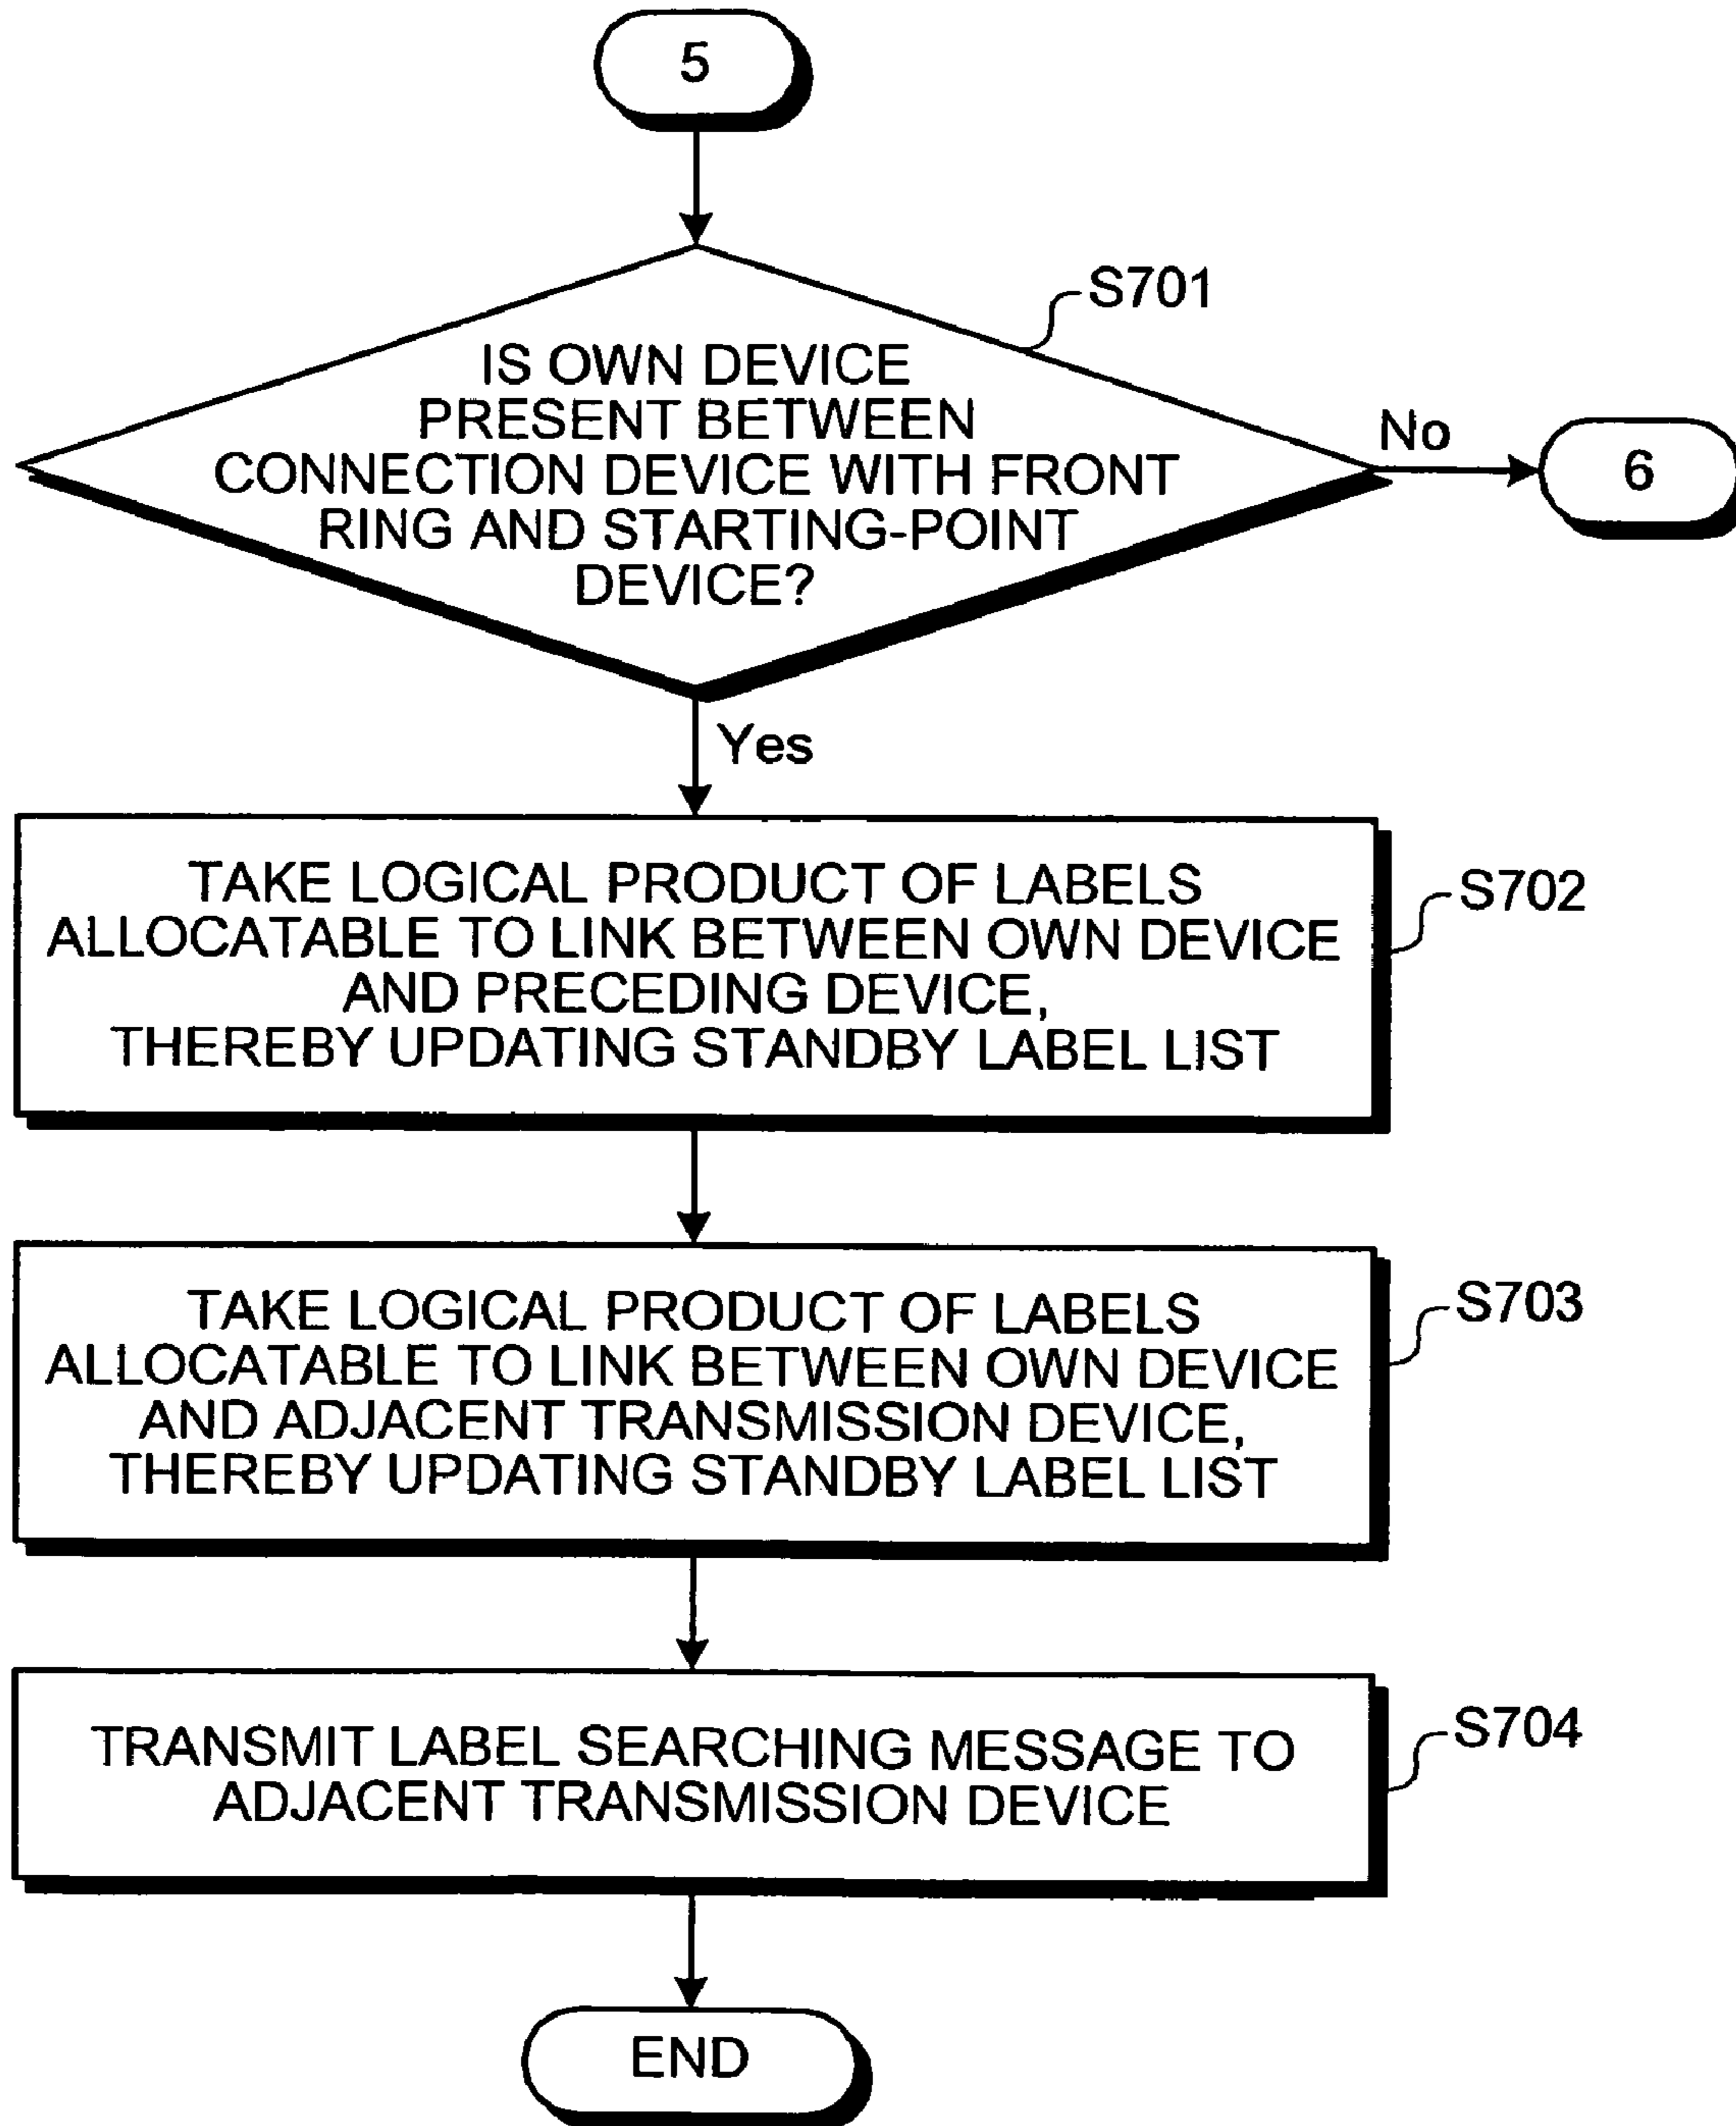 5
S701
IS OWN DEVICE
PRESENT BETWEEN
CONNECTION DEVICE WITH FRONT
RING AND STARTING-POINT
DEVICE?
No
6
Yes
TAKE LOGICAL PRODUCT OF LABELS
ALLOCATABLE TO LINK BETWEEN OWN DEVICE
AND PRECEDING DEVICE,
THEREBY UPDATING STANDBY LABEL LIST
S702
TAKE LOGICAL PRODUCT OF LABELS
ALLOCATABLE TO LINK BETWEEN OWN DEVICE
AND ADJACENT TRANSMISSION DEVICE,
THEREBY UPDATING STANDBY LABEL LIST
S703
TRANSMIT LABEL SEARCHING MESSAGE TO
ADJACENT TRANSMISSION DEVICE
S704
END